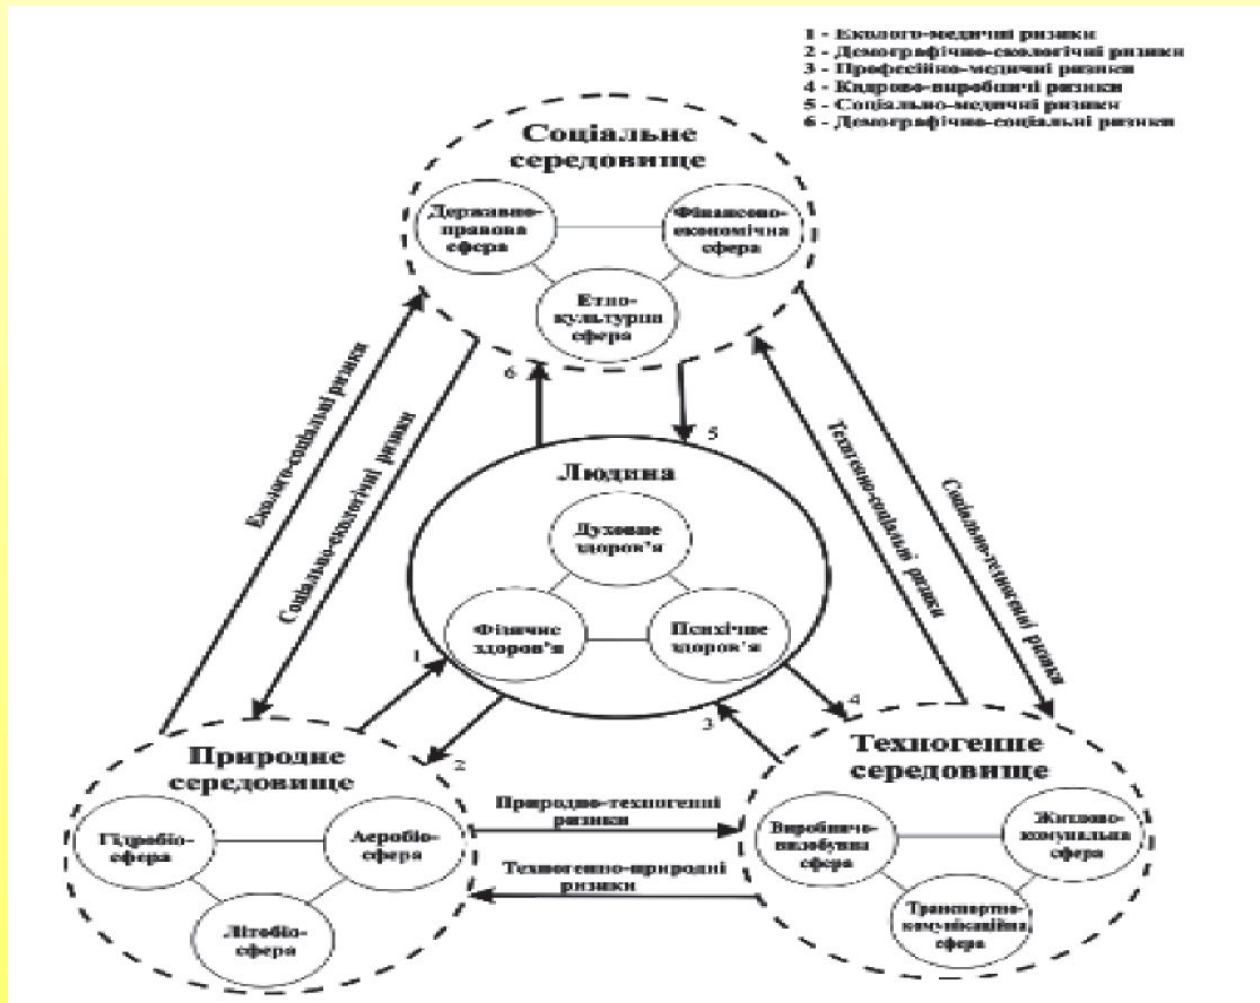 1 - Еколого-медичні ризики
2 - Демографічно-екологічні ризики
3 - Професійно-медичні ризики
4 - Кадрово-виробничі ризики
5 - Соціально-медичні ризики
6 - Демографічно-соціальні ризики
Соціальне
середовище
Державно-
правова
сфера
Фінансово-
економічна
сфера
Етно-
культурна
сфера
6
5
Еколого-соціальні ризики
Соціально-екологічні ризики
Техногенно-соціальні ризики
Соціально-техногенні ризики
Людина
Духовне
здоров'я
Фізичне
здоров'я
Психічне
здоров'я
1
2
3
4
Природне
середовище
Гідробіо-
сфера
Аеробіо-
сфера
Літобіо-
сфера
Природно-техногенні
ризики
Техногенно-природні
ризики
Техногенне
середовище
Виробничо-
видобувна
сфера
Житлово-
комунальна
сфера
Транспортно-
комунікаційна
сфера